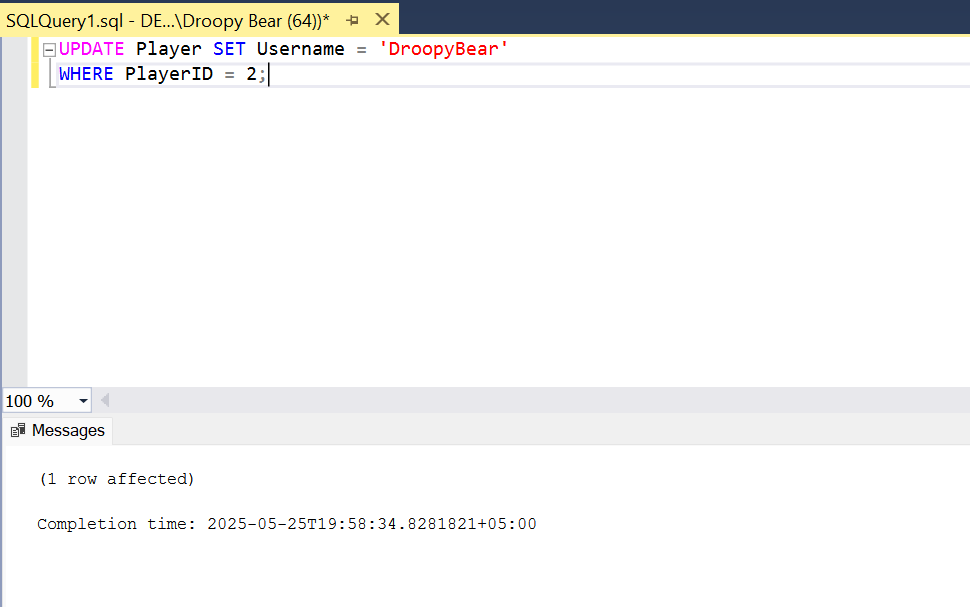 SQLQuery1.sql - DE...\Droopy Bear (64))*
UPDATE Player SET Username = 'DroopyBear'
WHERE PlayerID = 2;
100 %
Messages
(1 row affected)
Completion time: 2025-05-25T19:58:34.8281821+05:00